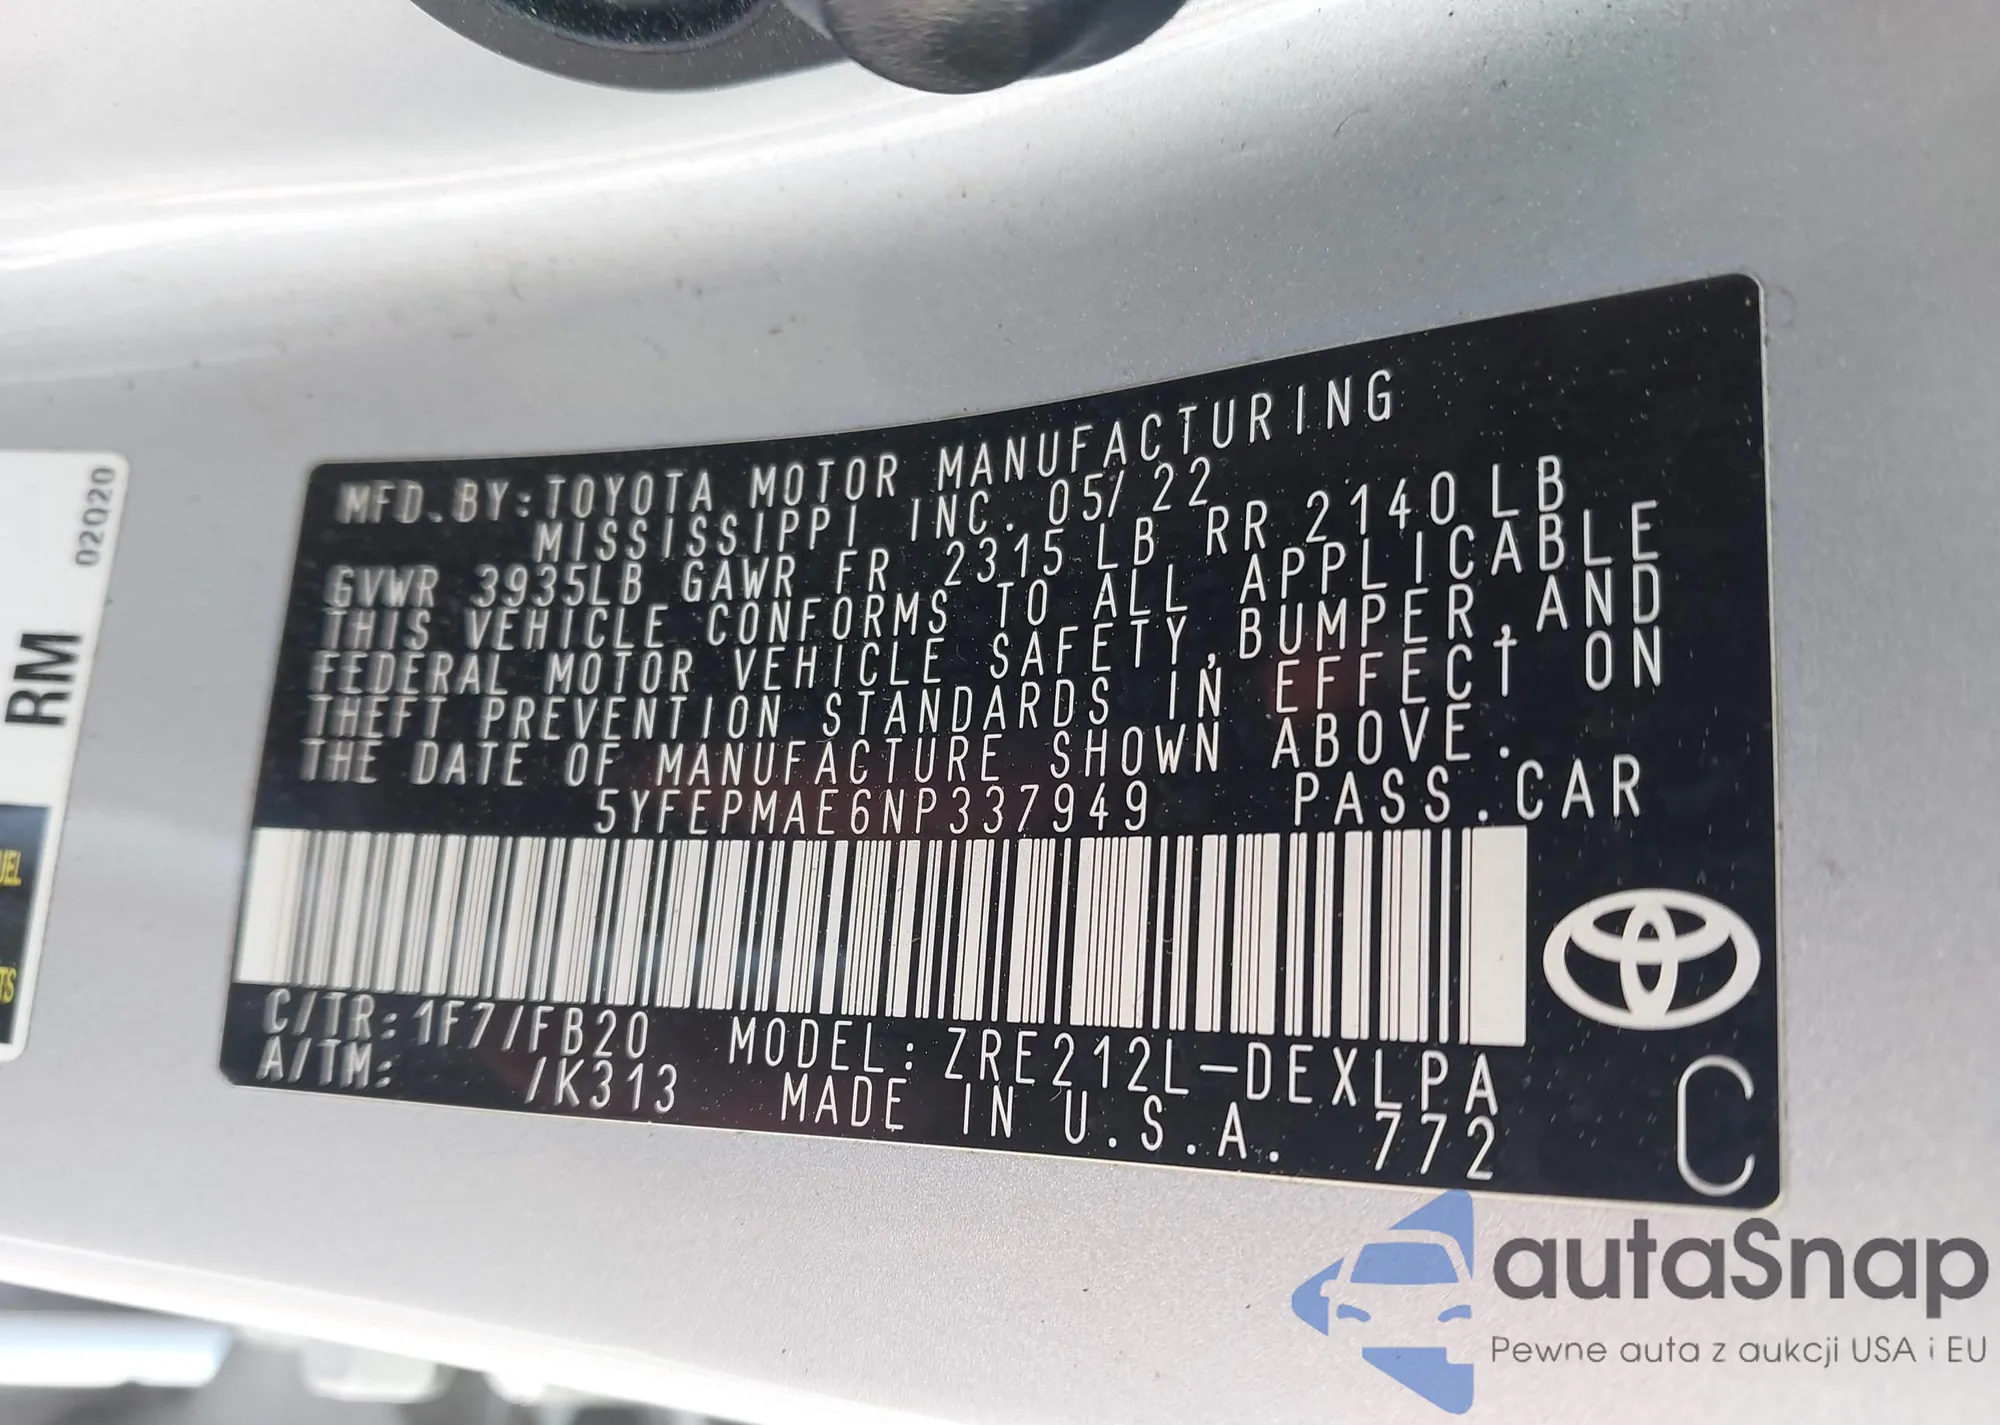 02020
RM
UEL
TS
MFD.BY:TOYOTA MOTOR MANUFACTURING
MISSISSIPPI INC. 05/22
GVWR 3935LB GAWR FR 2315LB RR 2140LB
THIS VEHICLE CONFORMS TO ALL APPLICABLE
FEDERAL MOTOR VEHICLE SAFETY,BUMPER,AND
THEFT PREVENTION STANDARDS IN EFFECT ON
THE DATE OF MANUFACTURE SHOWN ABOVE.
5YFEPMAE6NP337949 PASS.CAR
C/TR:1F7/FB20 MODEL:ZRE212L-DEXLPA
A/TM: /K313 MADE IN U.S.A. 772
C
autaSnap
Pewne auta z aukcji USA i EU